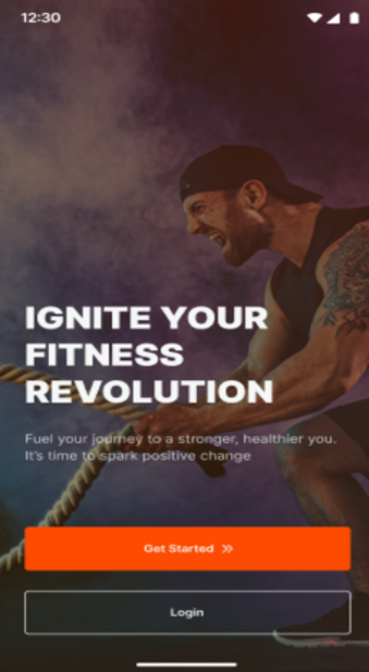 12:30
IGNITE YOUR
FITNESS
REVOLUTION
Fuel your journey to a stronger, healthier you.
It's time to spark positive change
Get Started
Login